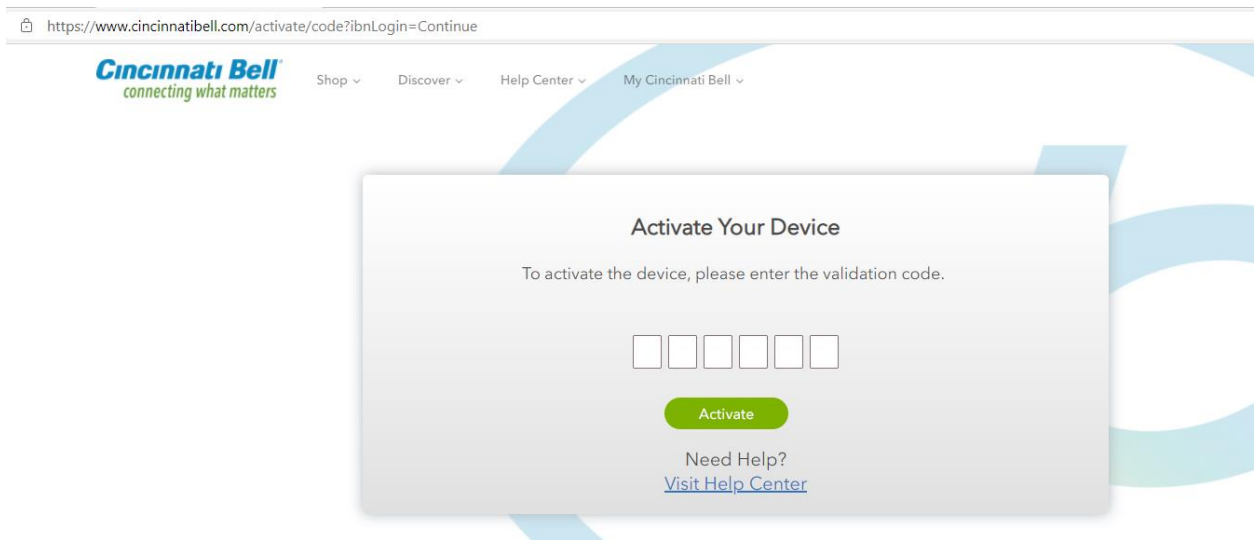 https://www.cincinnatibell.com/activate/code?ibnLogin=Continue
Cincinnati Bell
connecting what matters
Shop Discover Help Center My Cincinnati Bell
Activate Your Device
To activate the device, please enter the validation code.
Activate
Need Help?
Visit Help Center